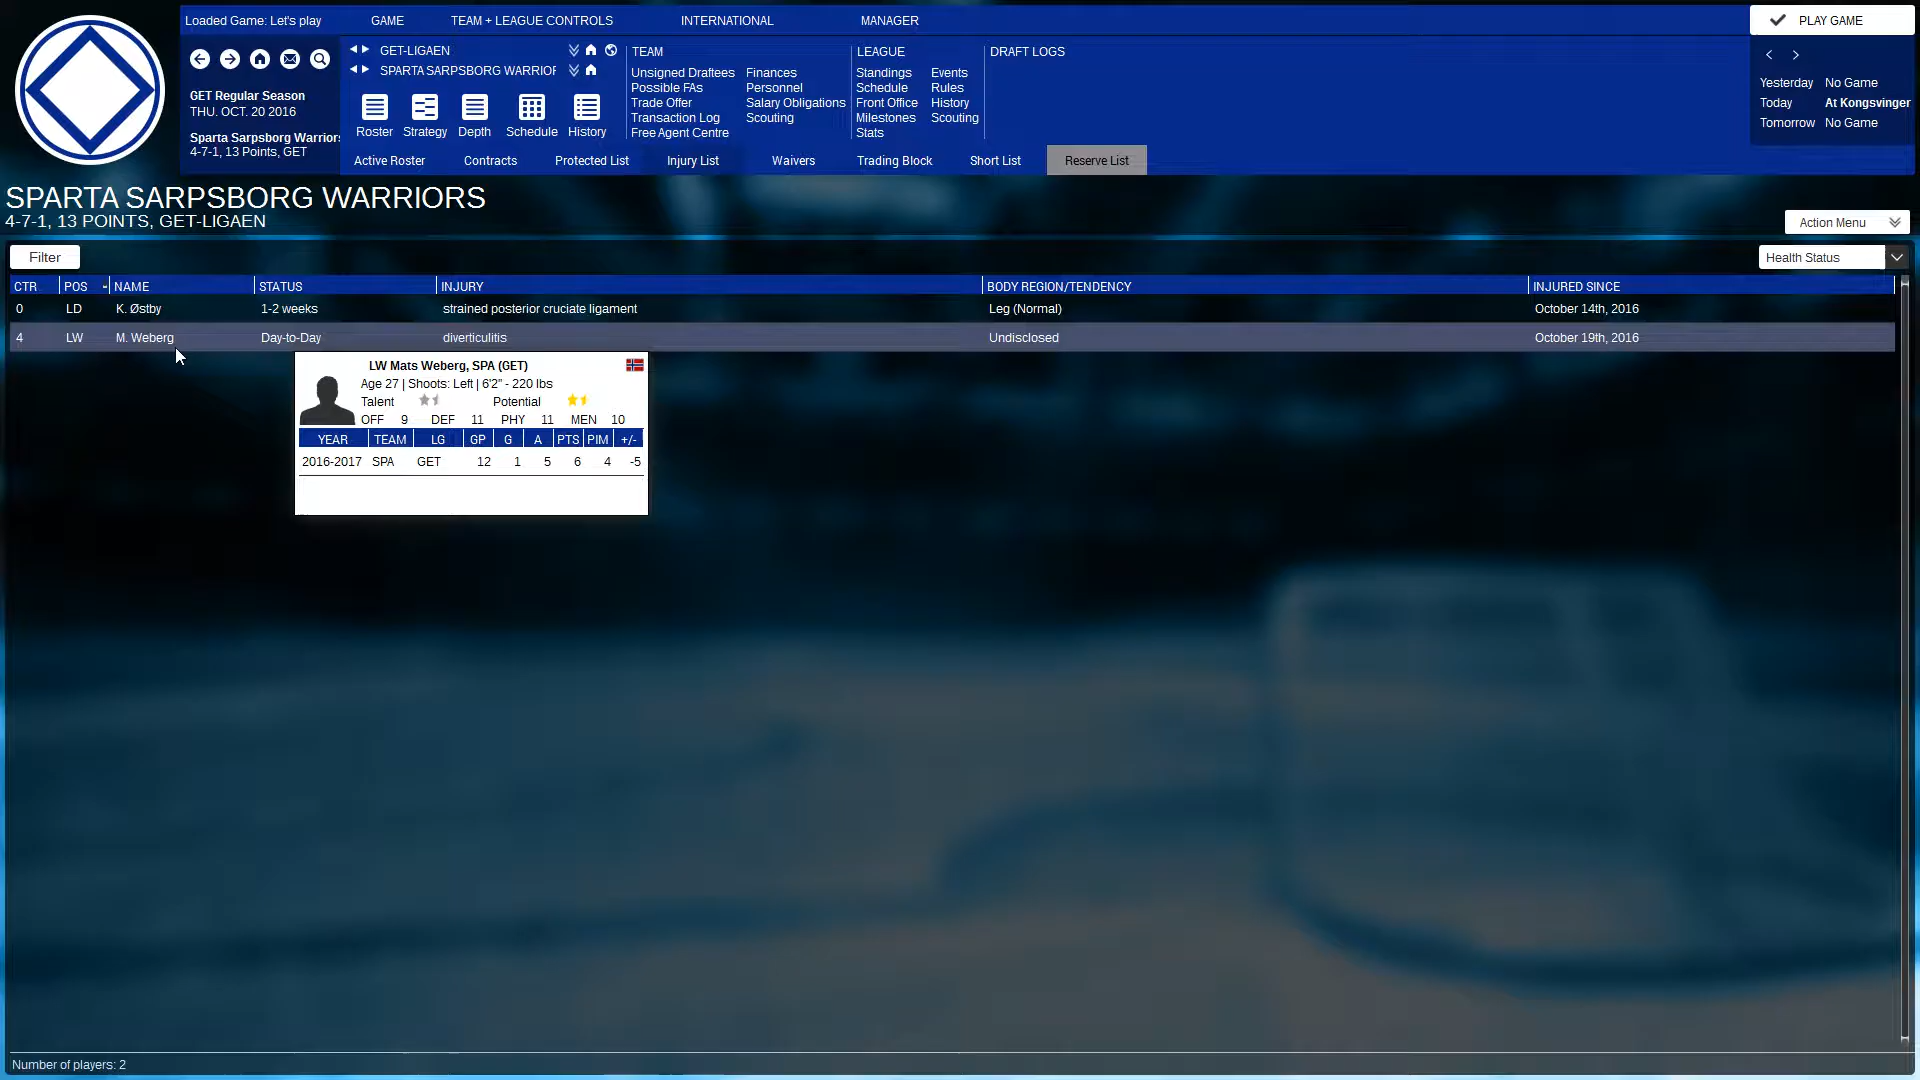 Loaded Game: Let's play
GAME
TEAM + LEAGUE CONTROLS
INTERNATIONAL
MANAGER
PLAY GAME
GET-LIGAEN
SPARTA SARPSBORG WARRIOR
GET Regular Season
THU. OCT. 20 2016
Sparta Sarpsborg Warriors
4-7-1, 13 Points, GET
Roster
Strategy
Depth
Schedule
History
TEAM
Unsigned Draftees
Finances
Possible FAs
Personnel
Trade Offer
Salary Obligations
Transaction Log
Scouting
Free Agent Centre
LEAGUE
Standings
Events
Schedule
Rules
Front Office
History
Milestones
Scouting
Stats
DRAFT LOGS
Yesterday No Game
Today At Kongsvinger
Tomorrow No Game
Active Roster
Contracts
Protected List
Injury List
Waivers
Trading Block
Short List
Reserve List
SPARTA SARPSBORG WARRIORS
4-7-1, 13 POINTS, GET-LIGAEN
Action Menu
Filter
Health Status
CTR POS NAME STATUS INJURY BODY REGION/TENDENCY INJURED SINCE
0 LD K. Østby 1-2 weeks strained posterior cruciate ligament Leg (Normal) October 14th, 2016
4 LW M. Weberg Day-to-Day diverticulitis Undisclosed October 19th, 2016
LW Mats Weberg, SPA (GET)
Age 27 | Shoots: Left | 6'2" - 220 lbs
Talent Potential
OFF 9 DEF 11 PHY 11 MEN 10
YEAR TEAM LG GP G A PTS PIM +/-
2016-2017 SPA GET 12 1 5 6 4 -5
Number of players: 2